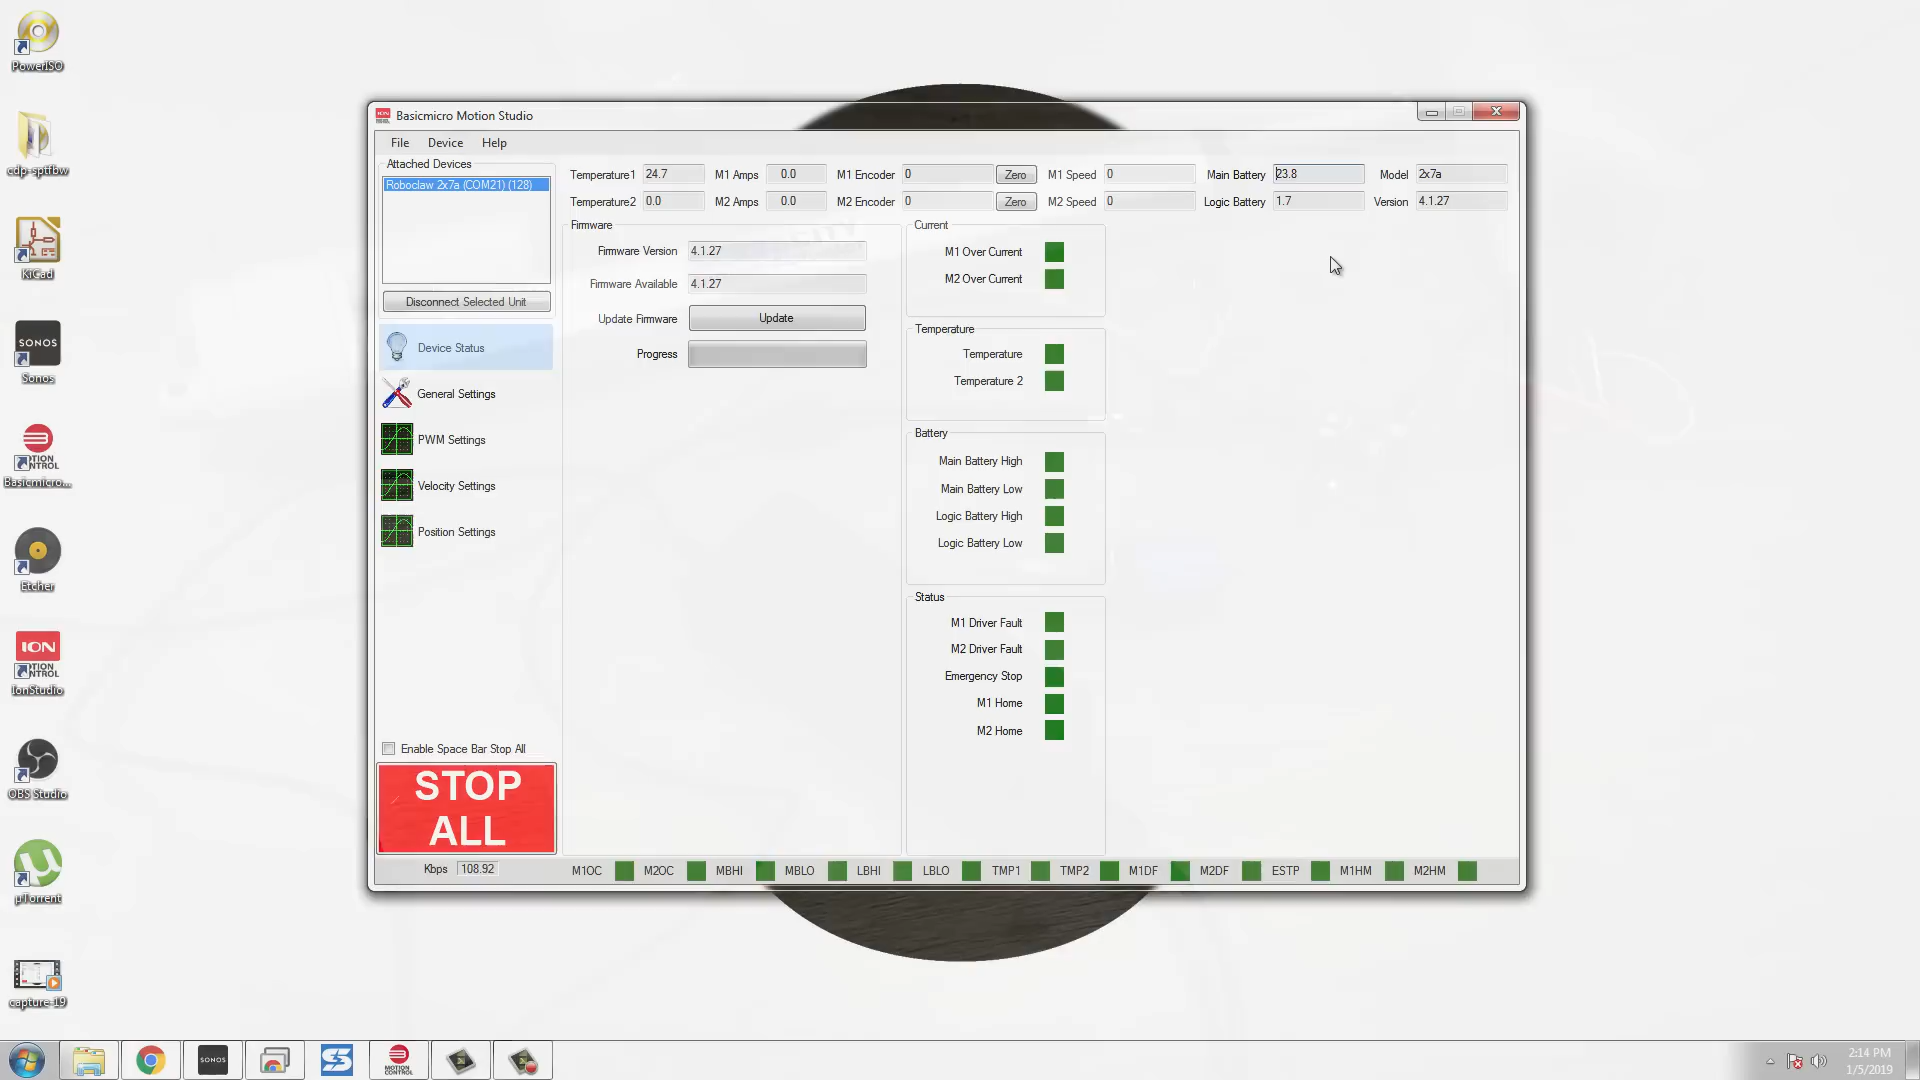 PowerISO
cdp-sptfbw
KiCad
SONOS
Sonos
Basicmicro...
Etcher
ION
IonStudio
OBS Studio
µTorrent
capture-19
Basicmicro Motion Studio
File Device Help
Attached Devices
Roboclaw 2x7a (COM21) (128)
Disconnect Selected Unit
Device Status
General Settings
PWM Settings
Velocity Settings
Position Settings
Enable Space Bar Stop All
STOP
ALL
Temperature1 24.7 M1 Amps 0.0 M1 Encoder 0 Zero M1 Speed 0 Main Battery 23.8 Model 2x7a
Temperature2 0.0 M2 Amps 0.0 M2 Encoder 0 Zero M2 Speed 0 Logic Battery 1.7 Version 4.1.27
Firmware
Firmware Version 4.1.27
Firmware Available 4.1.27
Update Firmware Update
Progress
Current
M1 Over Current
M2 Over Current
Temperature
Temperature
Temperature 2
Battery
Main Battery High
Main Battery Low
Logic Battery High
Logic Battery Low
Status
M1 Driver Fault
M2 Driver Fault
Emergency Stop
M1 Home
M2 Home
Kbps 108.92 M1OC M2OC MBHI MBLO LBHI LBLO TMP1 TMP2 M1DF M2DF ESTP M1HM M2HM
SONOS
MOTION
CONTROL
2:14 PM
1/5/2019